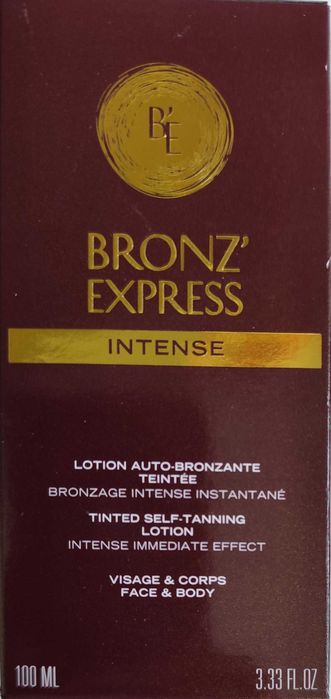 B'E
BRONZ'
EXPRESS
INTENSE
LOTION AUTO-BRONZANTE
TEINTÉE
BRONZAGE INTENSE INSTANTANÉ
TINTED SELF-TANNING
LOTION
INTENSE IMMEDIATE EFFECT
VISAGE & CORPS
FACE & BODY
100 ML
3.33 FL.OZ